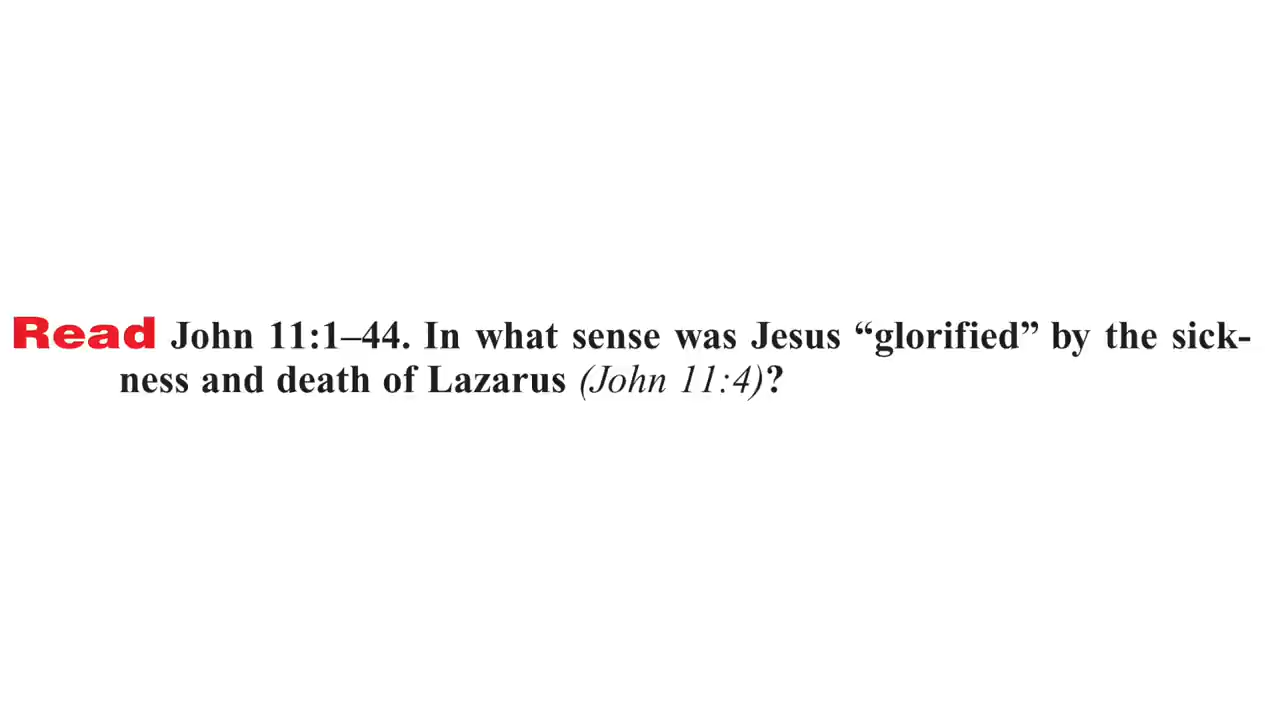 Read John 11:1–44. In what sense was Jesus “glorified” by the sick-
ness and death of Lazarus (John 11:4)?